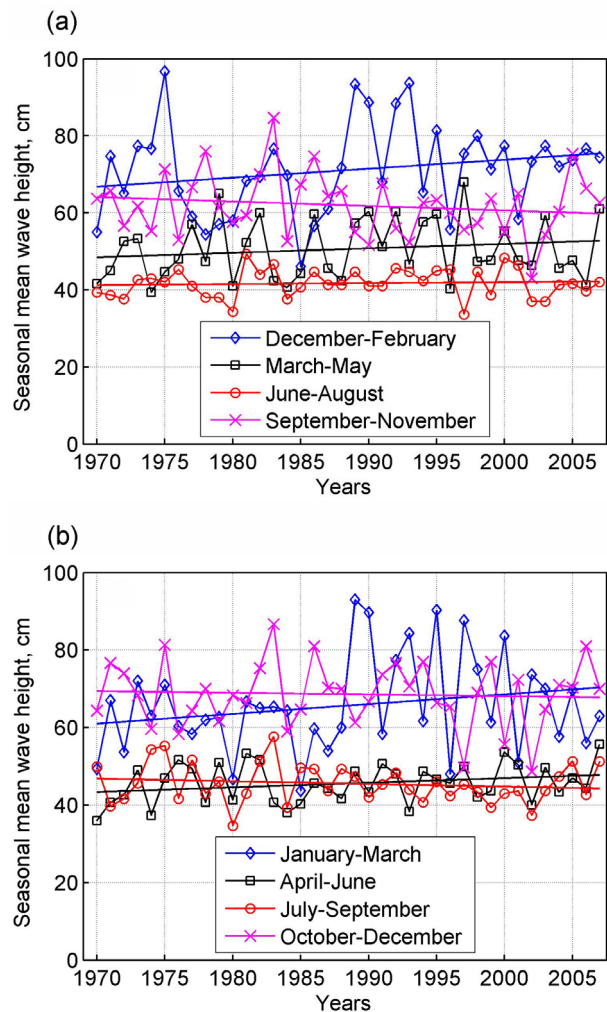 (a)
Seasonal mean wave height, cm
100
80
60
40
20
0
December-February
March-May
June-August
September-November
1970 1975 1980 1985 1990 1995 2000 2005
Years
(b)
Seasonal mean wave height, cm
100
80
60
40
20
0
January-March
April-June
July-September
October-December
1970 1975 1980 1985 1990 1995 2000 2005
Years